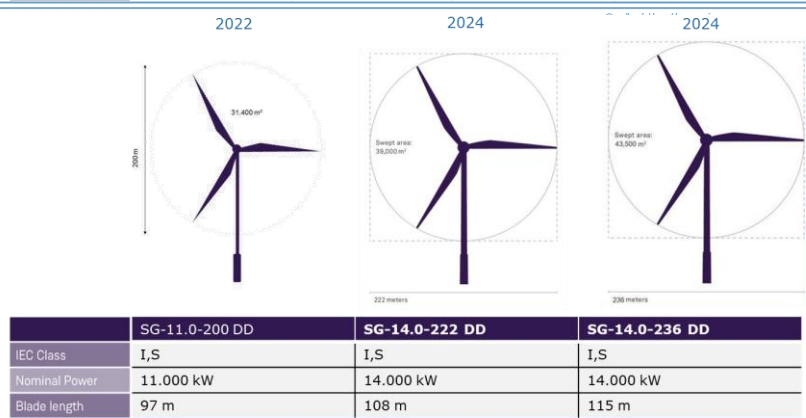 2022
2024
2024
31.400 m²
200 m
Swept area:
39,000 m²
222 meters
Swept area:
43,500 m²
236 meters
SG-11.0-200 DD
SG-14.0-222 DD
SG-14.0-236 DD
IEC Class
I,S
I,S
I,S
Nominal Power
11.000 kW
14.000 kW
14.000 kW
Blade length
97 m
108 m
115 m